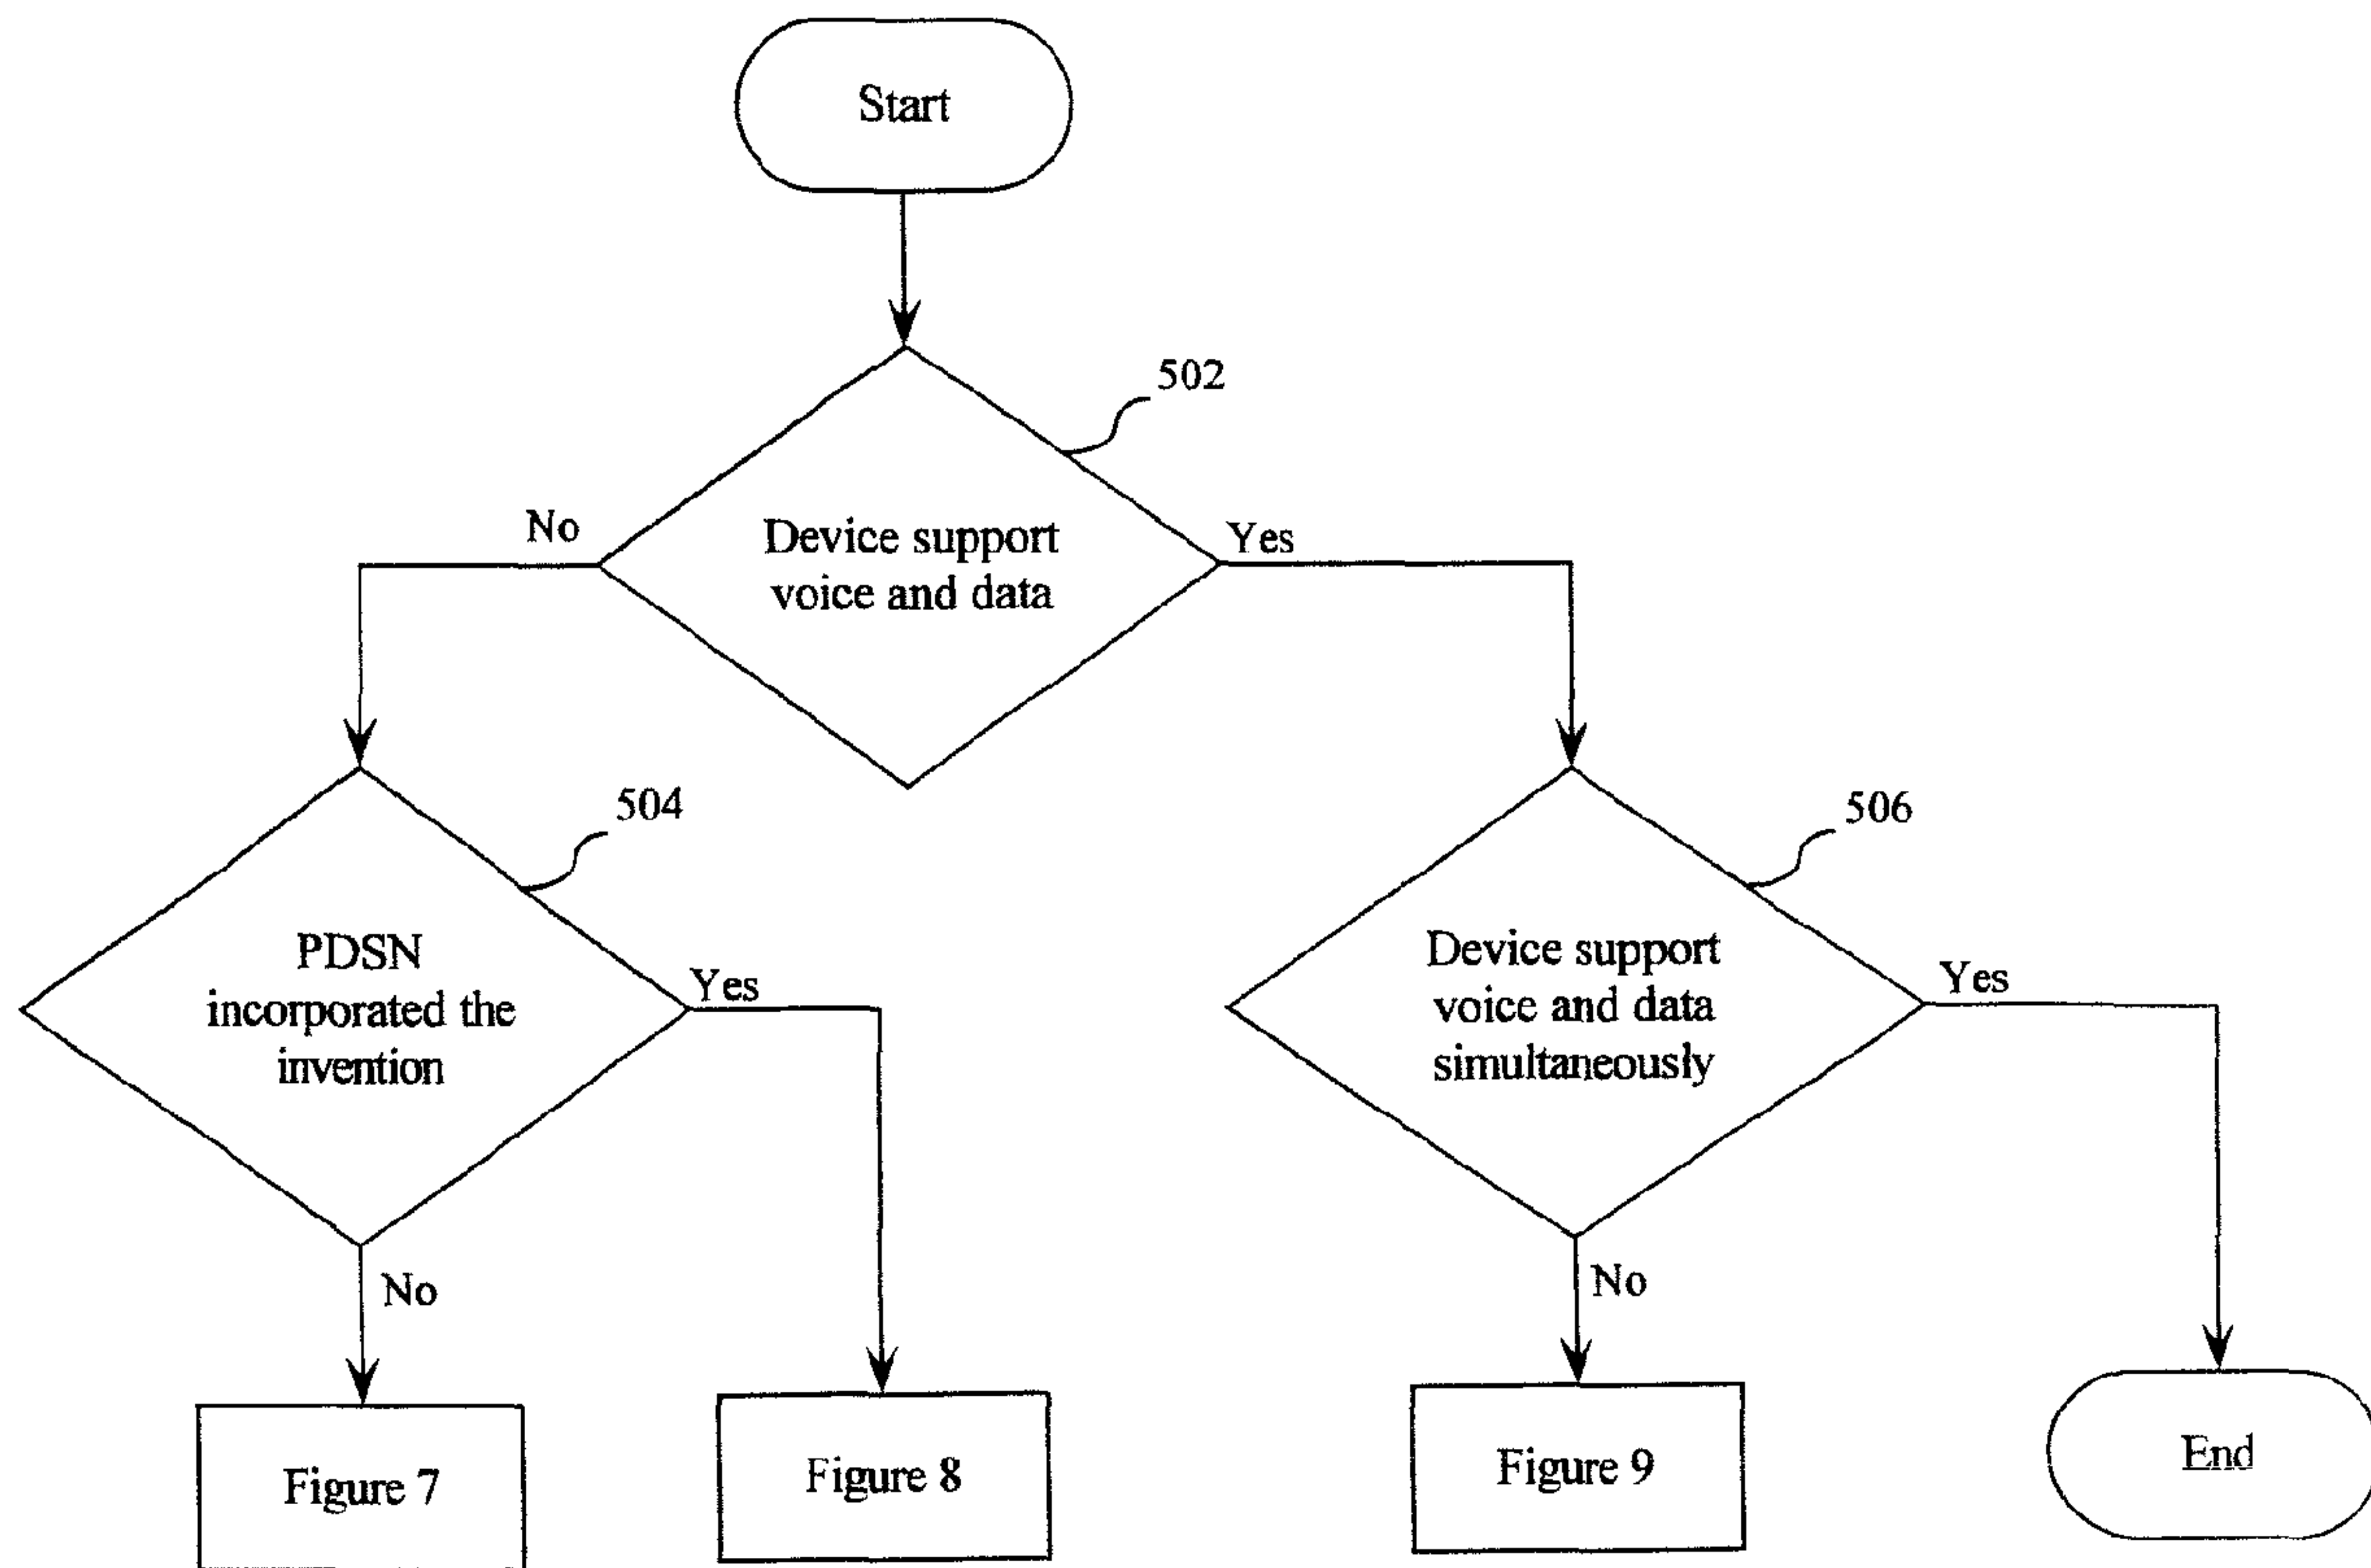 Start
502
No
Device support
voice and data
Yes
504
PDSN
incorporated the
invention
Yes
No
506
Device support
voice and data
simultaneously
Yes
No
Figure 7
Figure 8
Figure 9
End